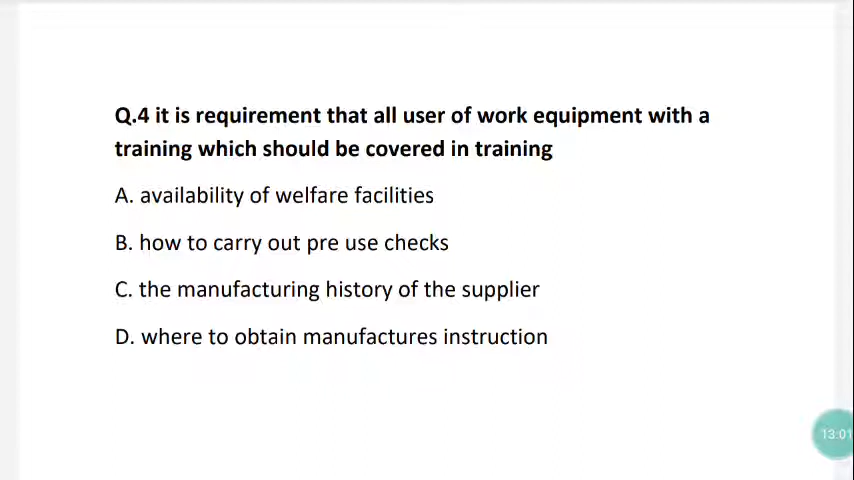 Q.4 it is requirement that all user of work equipment with a
training which should be covered in training
A. availability of welfare facilities
B. how to carry out pre use checks
C. the manufacturing history of the supplier
D. where to obtain manufactures instruction
13:01